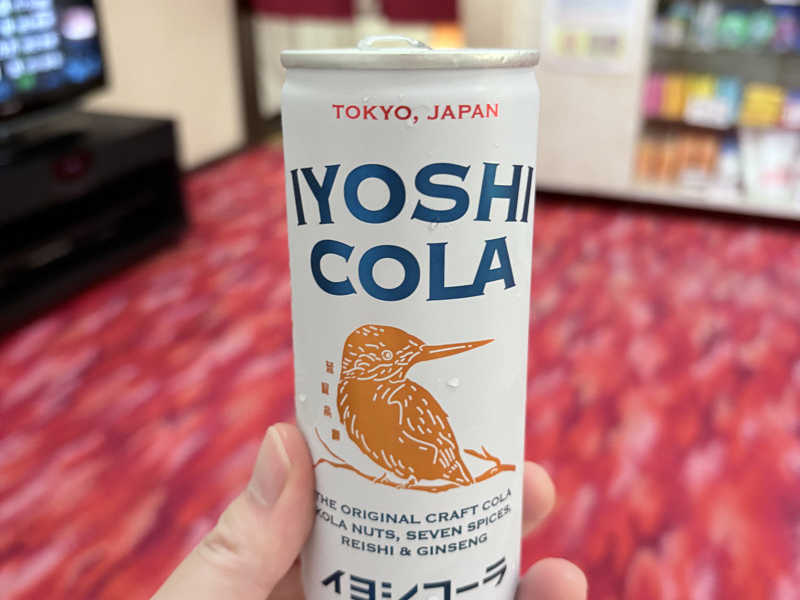 TOKYO, JAPAN
IYOSHI
COLA
THE ORIGINAL CRAFT COLA
KOLA NUTS, SEVEN SPICES,
REISHI & GINSENG
イヨシコーラ